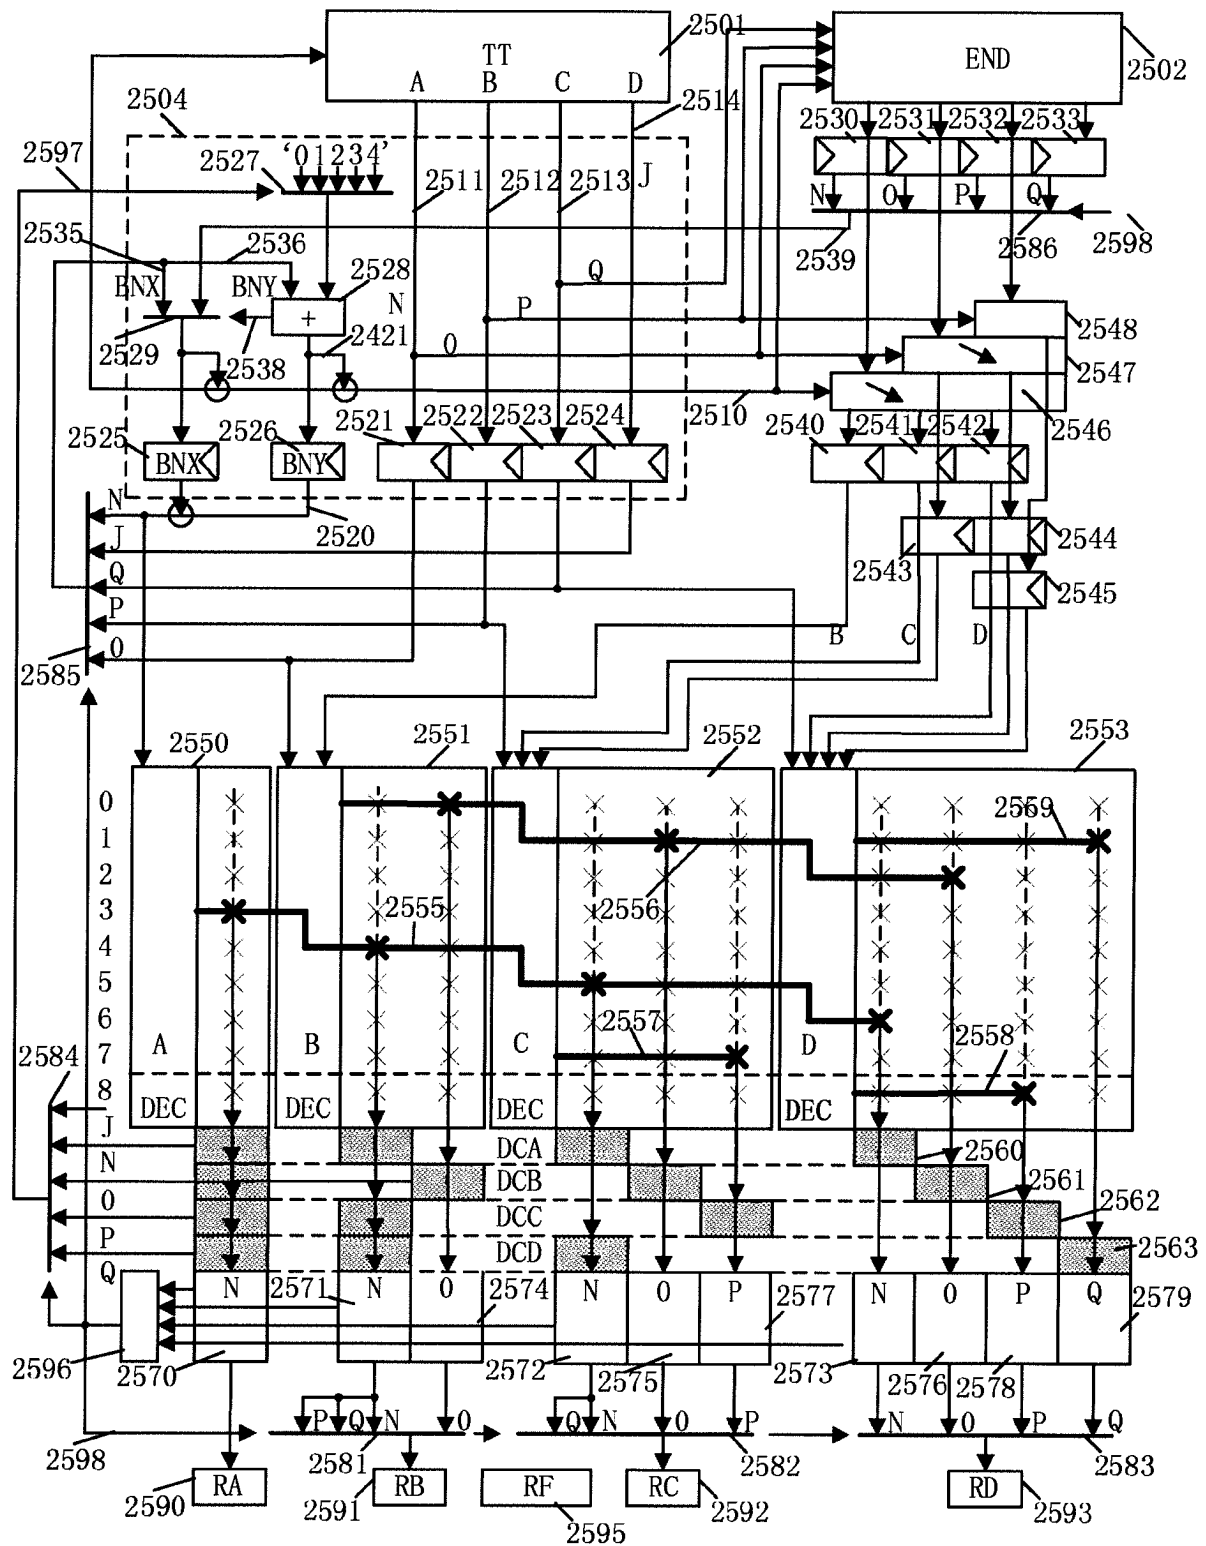 2501
TT
END
2502
A B C D
2514
2504
2530 2531 2532 2533
2597
2527
'01234'
2511 2512 2513
J
N O P Q
2535
2536
2539
2586
2598
Q
BNX
BNY
2528
N
P
+
2548
2529
2538
2421
O
2547
2510
2521 2522 2523 2524
2540 2541 2542
2546
2525
BNX
2526
BNY
N
2520
J
2544
2543
Q
2545
P
B C D
O
2585
2550
2551
2552
2553
0
2559
1
2
3
2555
2556
4
5
6
2557
7
A B C D
2558
2584
8
DEC DEC DEC DEC
J
DCA
2560
N
DCB
2561
O
DCC
2562
P
DCD
2563
Q
N 2571 N O 2574 N O P 2577 N O P Q 2579
2596
2570
2572
2575
2573
2576
2578
P Q N O
Q N O P
N O P Q
2598
2581
2582
2583
RA
RB
RF
RC
RD
2590
2591
2595
2592
2593